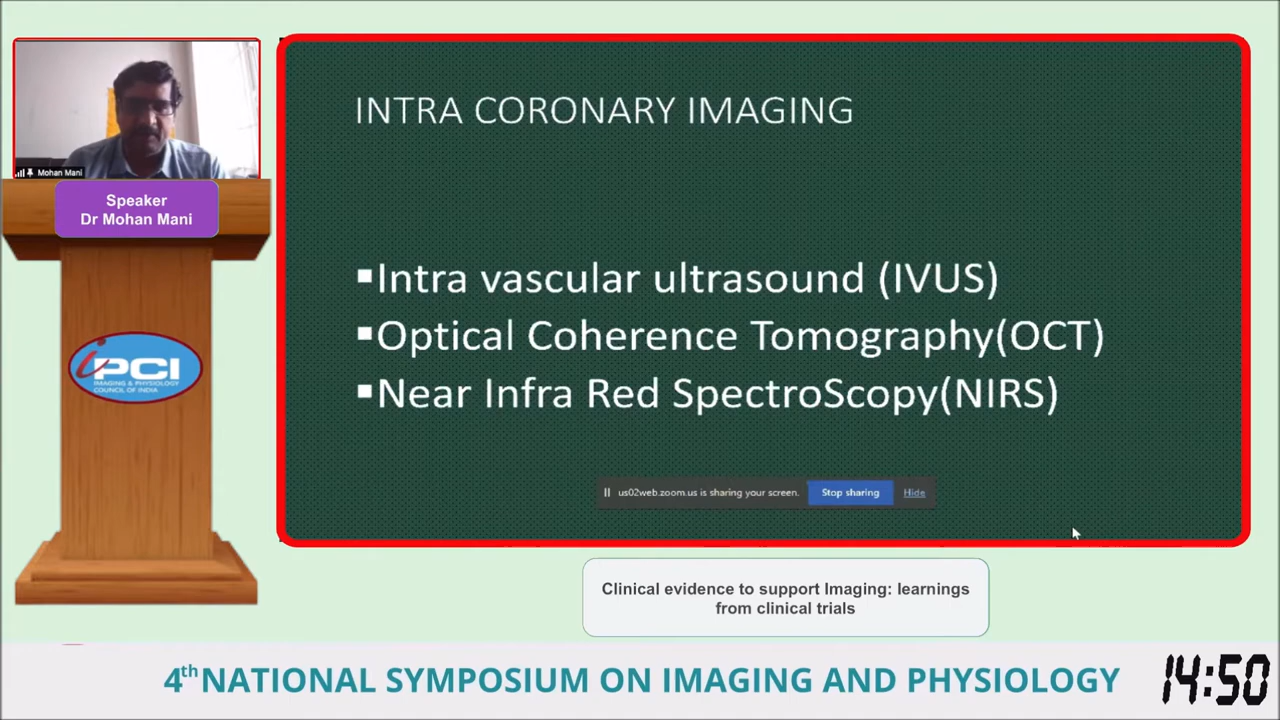 Mohan Mani
Speaker
Dr Mohan Mani
iPCI
IMAGING & PHYSIOLOGY
COUNCIL OF INDIA
INTRA CORONARY IMAGING
▪Intra vascular ultrasound (IVUS)
▪Optical Coherence Tomography(OCT)
▪Near Infra Red SpectroScopy(NIRS)
us02web.zoom.us is sharing your screen. Stop sharing Hide
Clinical evidence to support Imaging: learnings
from clinical trials
4th NATIONAL SYMPOSIUM ON IMAGING AND PHYSIOLOGY
14:50